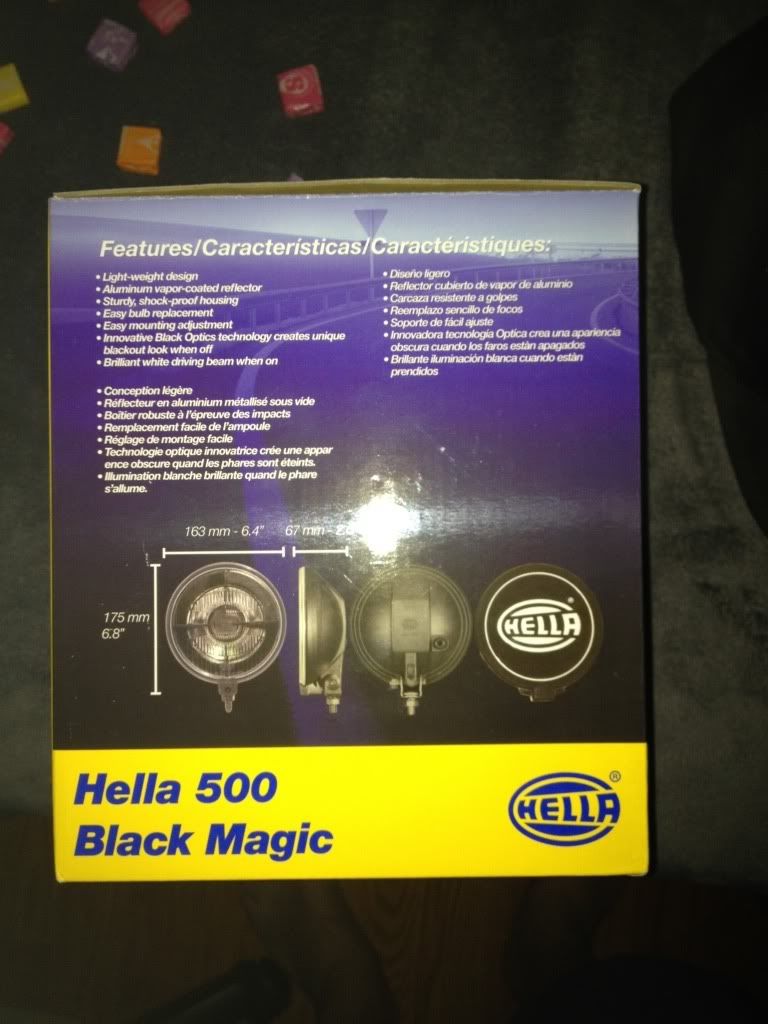 Features/Características/Caractéristiques:
• Light-weight design
• Aluminum vapor-coated reflector
• Sturdy, shock-proof housing
• Easy bulb replacement
• Easy mounting adjustment
• Innovative Black Optics technology creates unique
blackout look when off
• Brilliant white driving beam when on
• Diseño ligero
• Reflector cubierto de vapor de aluminio
• Carcaza resistente a golpes
• Reemplazo sencillo de focos
• Soporte de fácil ajuste
• Innovadora tecnología Optica crea una apariencia
obscura cuando los faros están apagados
• Brillante iluminación blanca cuando están
prendidos
• Conception légère
• Réflecteur en aluminium métallisé sous vide
• Boîtier robuste à l'épreuve des impacts
• Remplacement facile de l'ampoule
• Réglage de montage facile
• Technologie optique innovatrice crée une appar
ence obscure quand les phares sont éteints.
• Illumination blanche brillante quand le phare
s'allume.
163 mm - 6.4"
67 mm -
175 mm
6.8"
HELLA
Hella 500
Black Magic
HELLA®
S